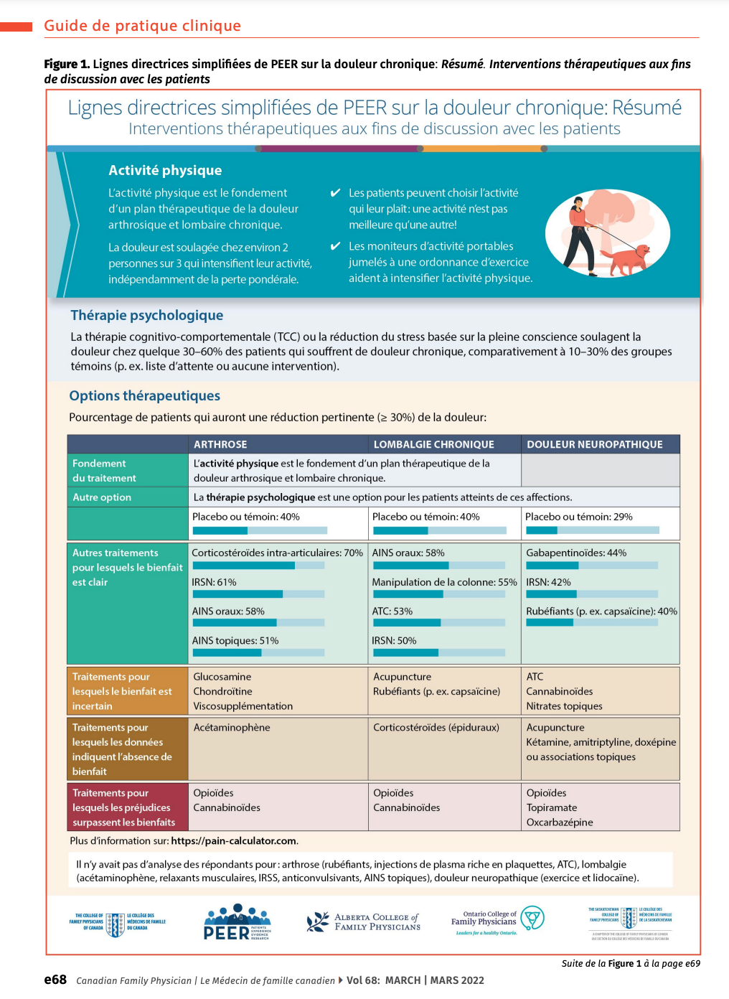 Guide de pratique clinique
Figure 1. Lignes directrices simplifiées de PEER sur la douleur chronique: Résumé. Interventions thérapeutiques aux fins
de discussion avec les patients
Lignes directrices simplifiées de PEER sur la douleur chronique: Résumé
Interventions thérapeutiques aux fins de discussion avec les patients
Activité physique
L'activité physique est le fondement
d'un plan thérapeutique de la douleur
arthrosique et lombaire chronique.
La douleur est soulagée chez environ 2
personnes sur 3 qui intensifient leur activité,
indépendamment de la perte pondérale.
✔ Les patients peuvent choisir l'activité
qui leur plaît: une activité n'est pas
meilleure qu'une autre!
✔ Les moniteurs d'activité portables
jumelés à une ordonnance d'exercice
aident à intensifier l'activité physique.
Thérapie psychologique
La thérapie cognitivo-comportementale (TCC) ou la réduction du stress basée sur la pleine conscience soulagent la
douleur chez quelque 30–60% des patients qui souffrent de douleur chronique, comparativement à 10–30% des groupes
témoins (p. ex. liste d'attente ou aucune intervention).
Options thérapeutiques
Pourcentage de patients qui auront une réduction pertinente (≥ 30%) de la douleur:
ARTHROSE LOMBALGIE CHRONIQUE DOULEUR NEUROPATHIQUE
Fondement
du traitement
L'activité physique est le fondement d'un plan thérapeutique de la
douleur arthrosique et lombaire chronique.
Autre option
La thérapie psychologique est une option pour les patients atteints de ces affections.
Placebo ou témoin: 40% Placebo ou témoin: 40% Placebo ou témoin: 29%
Autres traitements
pour lesquels le bienfait
est clair
Corticostéroïdes intra-articulaires: 70%
IRSN: 61%
AINS oraux: 58%
AINS topiques: 51%
AINS oraux: 58%
Manipulation de la colonne: 55%
ATC: 53%
IRSN: 50%
Gabapentinoïdes: 44%
IRSN: 42%
Rubéfiants (p. ex. capsaïcine): 40%
Traitements pour
lesquels le bienfait est
incertain
Glucosamine
Chondroïtine
Viscosupplémentation
Acupuncture
Rubéfiants (p. ex. capsaïcine)
ATC
Cannabinoïdes
Nitrates topiques
Traitements pour
lesquels les données
indiquent l'absence de
bienfait
Acétaminophène
Corticostéroïdes (épiduraux)
Acupuncture
Kétamine, amitriptyline, doxépine
ou associations topiques
Traitements pour
lesquels les préjudices
surpassent les bienfaits
Opioïdes
Cannabinoïdes
Opioïdes
Cannabinoïdes
Opioïdes
Topiramate
Oxcarbazépine
Plus d'information sur: https://pain-calculator.com.
Il n'y avait pas d'analyse des répondants pour: arthrose (rubéfiants, injections de plasma riche en plaquettes, ATC), lombalgie
(acétaminophène, relaxants musculaires, IRSS, anticonvulsivants, AINS topiques), douleur neuropathique (exercice et lidocaïne).
THE COLLEGE OF
FAMILY PHYSICIANS
OF CANADA
LE COLLÈGE DES
MÉDECINS DE FAMILLE
DU CANADA
PEER
PATIENTS
EXPERIENCE
EVIDENCE
RESEARCH
ALBERTA COLLEGE of
FAMILY PHYSICIANS
Ontario College of
Family Physicians
Leaders for a healthy Ontario.
THE SASKATCHEWAN
COLLEGE OF
FAMILY PHYSICIANS
LE COLLÈGE DES
MÉDECINS DE FAMILLE
DE LA SASKATCHEWAN
A CHAPTER OF THE COLLEGE OF FAMILY PHYSICIANS OF CANADA
UNE SECTION DU COLLÈGE DES MÉDECINS DE FAMILLE DU CANADA
Suite de la Figure 1 à la page e69
e68 Canadian Family Physician | Le Médecin de famille canadien Vol 68: MARCH | MARS 2022